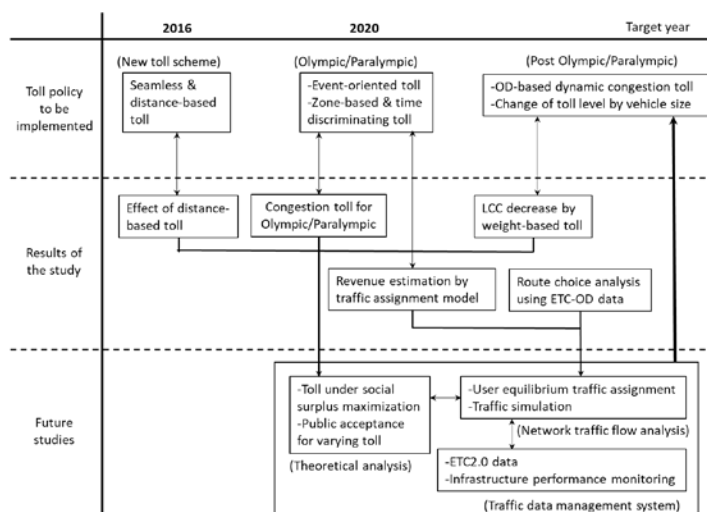 2016
2020
Target year
Toll policy
to be
implemented
(New toll scheme)
Seamless &
distance-based
toll
(Olympic/Paralympic)
-Event-oriented toll
-Zone-based & time
discriminating toll
(Post Olympic/Paralympic)
-OD-based dynamic congestion toll
-Change of toll level by vehicle size
Results of
the study
Effect of distance-
based toll
Congestion toll for
Olympic/Paralympic
LCC decrease by
weight-based toll
Revenue estimation by
traffic assignment model
Route choice analysis
using ETC-OD data
Future
studies
-Toll under social
surplus maximization
-Public acceptance
for varying toll
(Theoretical analysis)
-User equilibrium traffic assignment
-Traffic simulation
(Network traffic flow analysis)
-ETC2.0 data
-Infrastructure performance monitoring
(Traffic data management system)